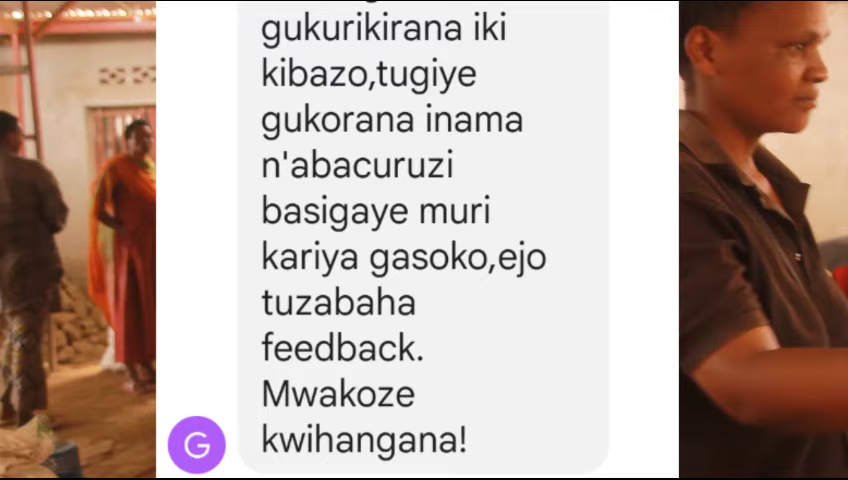 gukurikirana iki
kibazo,tugiye
gukorana inama
n'abacuruzi
basigaye muri
kariya gasoko,ejo
tuzabaha
feedback.
Mwakoze
kwihangana!
G